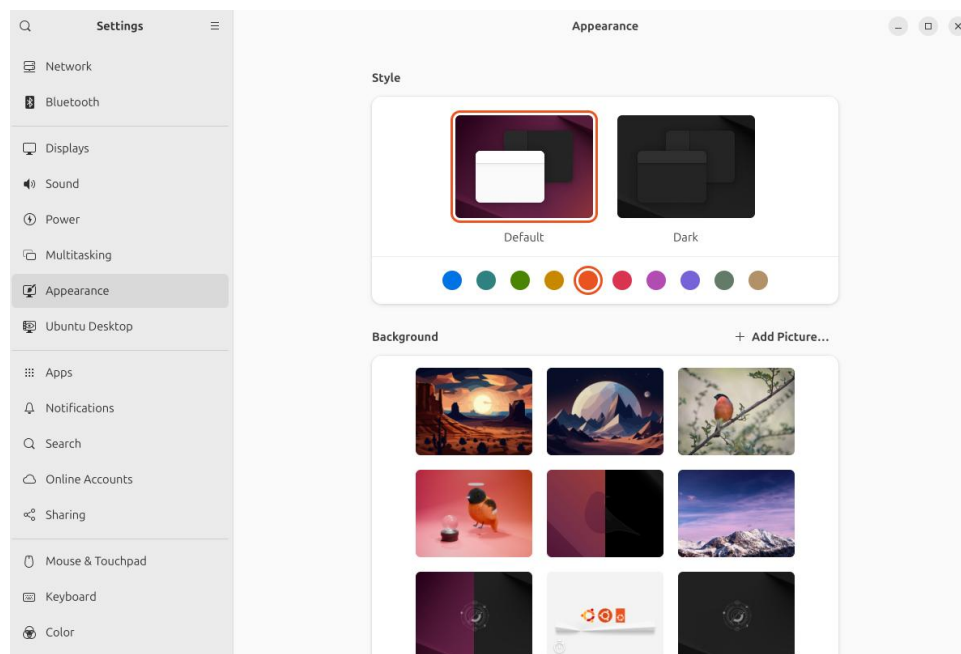 Settings
Appearance
Network
Bluetooth
Displays
Sound
Power
Multitasking
Appearance
Ubuntu Desktop
Apps
Notifications
Search
Online Accounts
Sharing
Mouse & Touchpad
Keyboard
Color
Style
Default
Dark
Background
+ Add Picture...